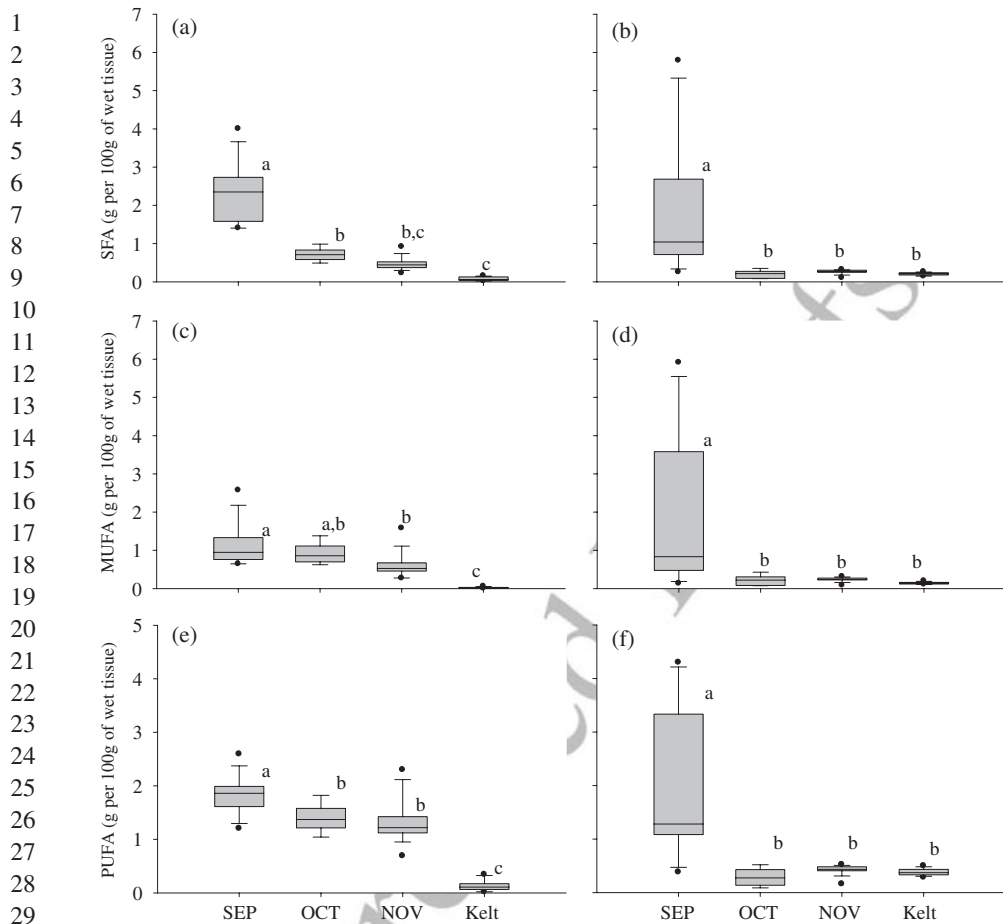 1
2
3
4
5
6
7
8
9
10
11
12
13
14
15
16
17
18
19
20
21
22
23
24
25
26
27
28
29
SFA (g per 100g of wet tissue)
7
6
5
4
3
2
1
0
(a)
a
b
b,c
c
(b)
a
b
b
b
MUFA (g per 100g of wet tissue)
7
6
5
4
3
2
1
0
(c)
a
a,b
b
c
(d)
a
b
b
b
PUFA (g per 100g of wet tissue)
5
4
3
2
1
0
(e)
a
b
b
c
(f)
a
b
b
b
SEP OCT NOV Kelt SEP OCT NOV Kelt